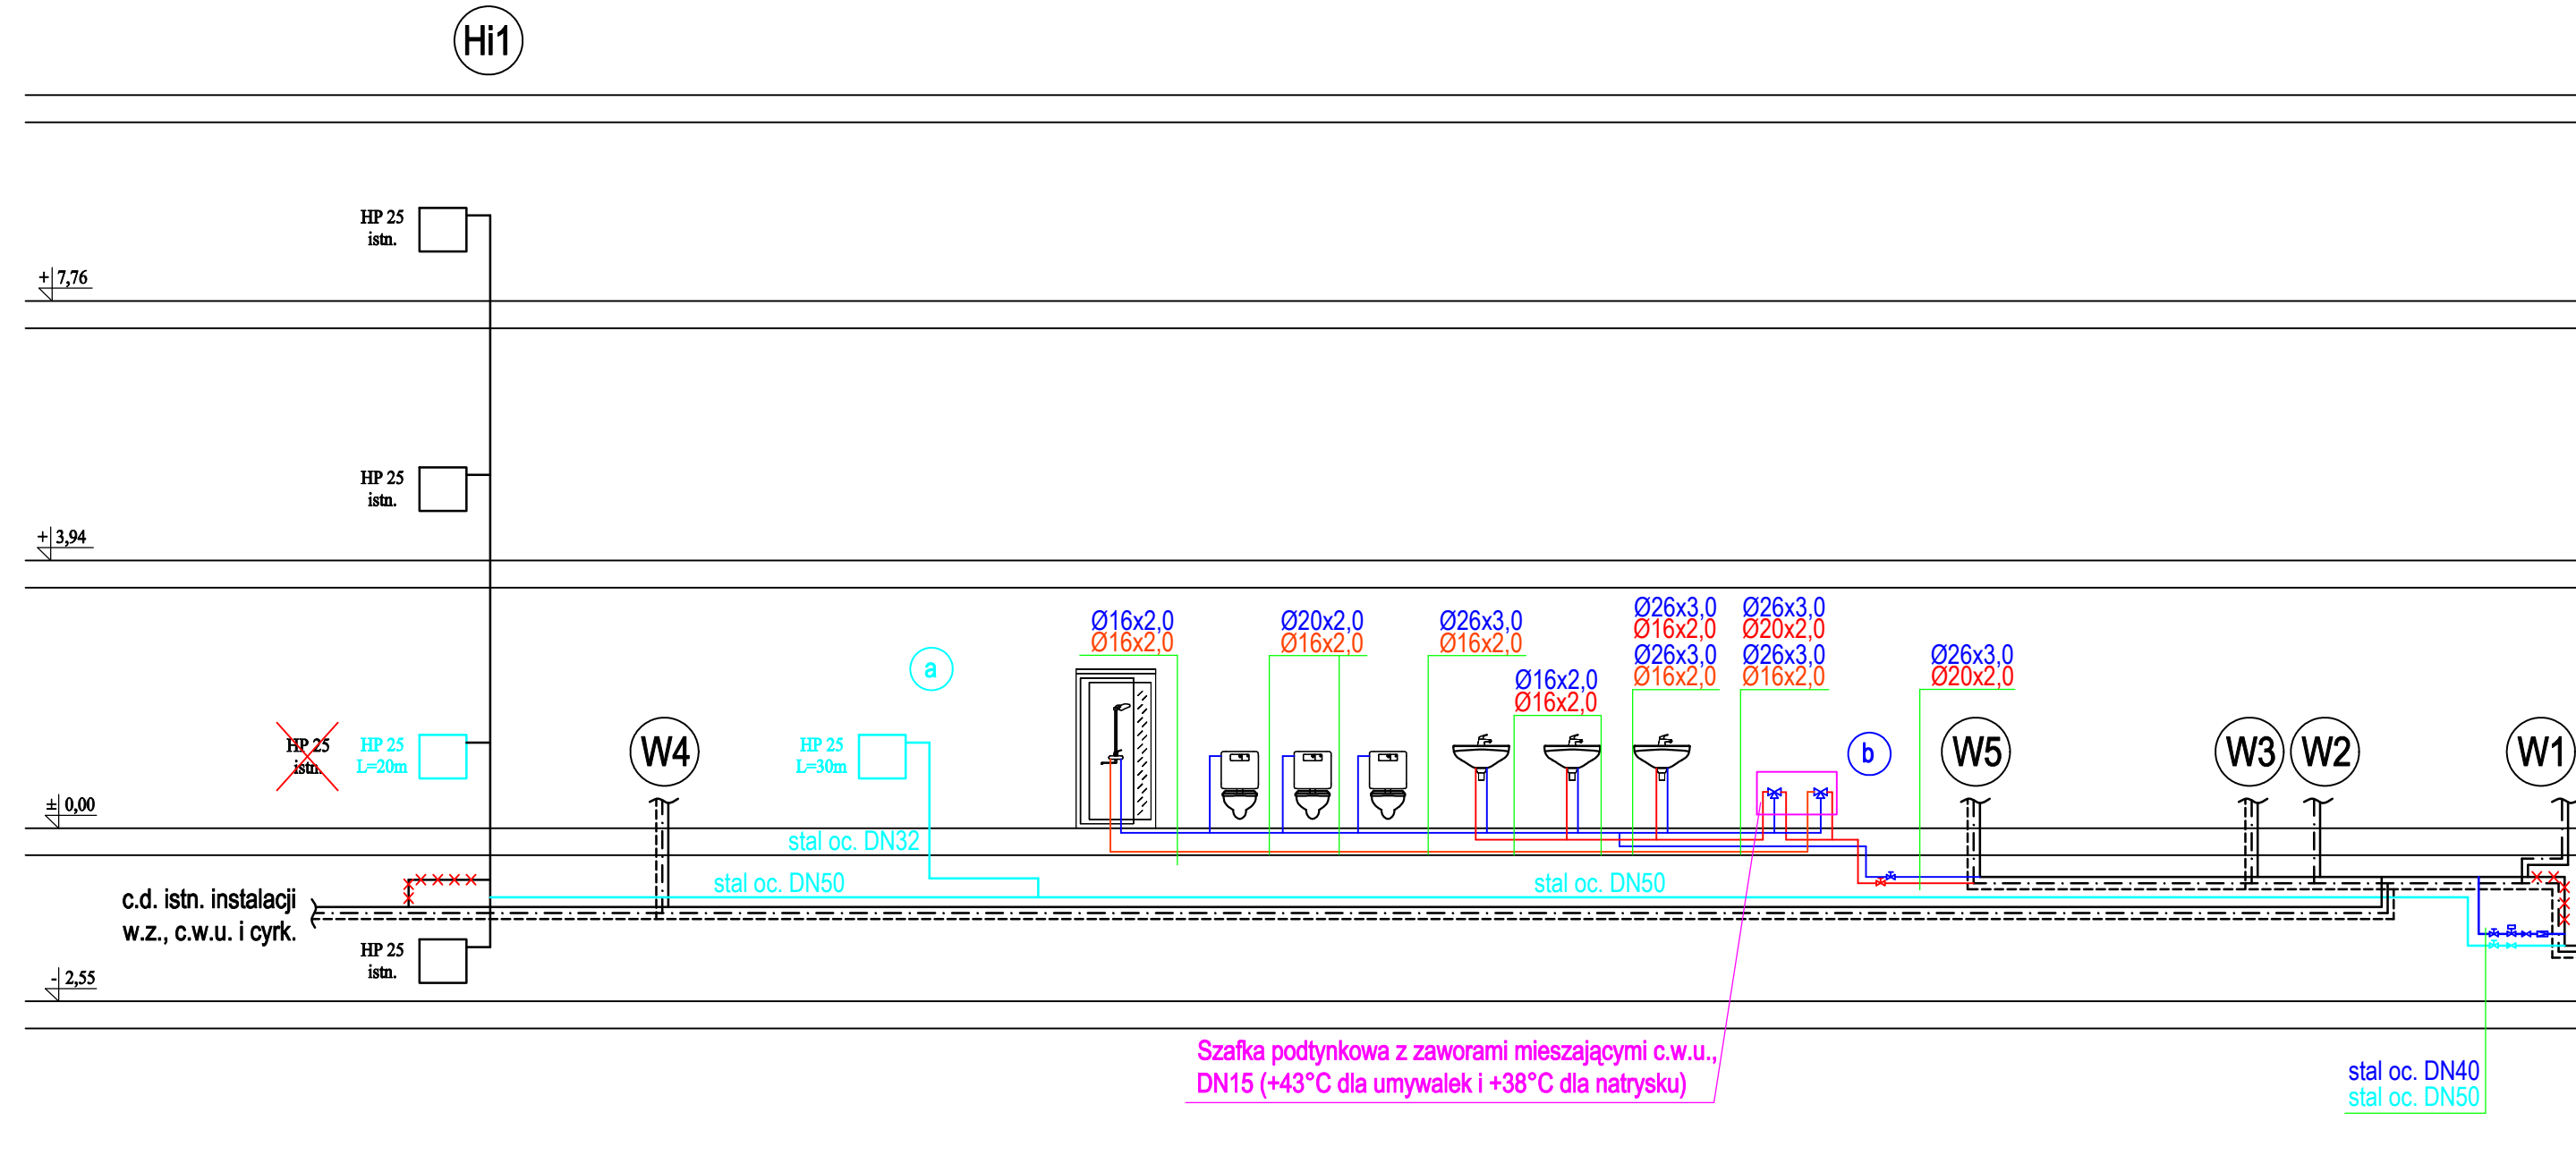 Hi1
HP 25
istn.
+ 7,76
HP 25
istn.
+ 3,94
Ø16x2,0
Ø16x2,0
Ø20x2,0
Ø16x2,0
Ø26x3,0
Ø16x2,0
Ø26x3,0
Ø16x2,0
Ø26x3,0
Ø16x2,0
Ø26x3,0
Ø20x2,0
Ø26x3,0
Ø16x2,0
Ø26x3,0
Ø20x2,0
Ø16x2,0
Ø16x2,0
a
b
HP 25
istn.
HP 25
L=20m
W4
HP 25
L=30m
W5
W3
W2
W1
± 0,00
stal oc. DN32
stal oc. DN50
stal oc. DN50
c.d. istn. instalacji
w.z., c.w.u. i cyrk.
HP 25
istn.
- 2,55
Szafka podtynkowa z zaworami mieszającymi c.w.u.,
DN15 (+43°C dla umywalek i +38°C dla natrysku)
stal oc. DN40
stal oc. DN50